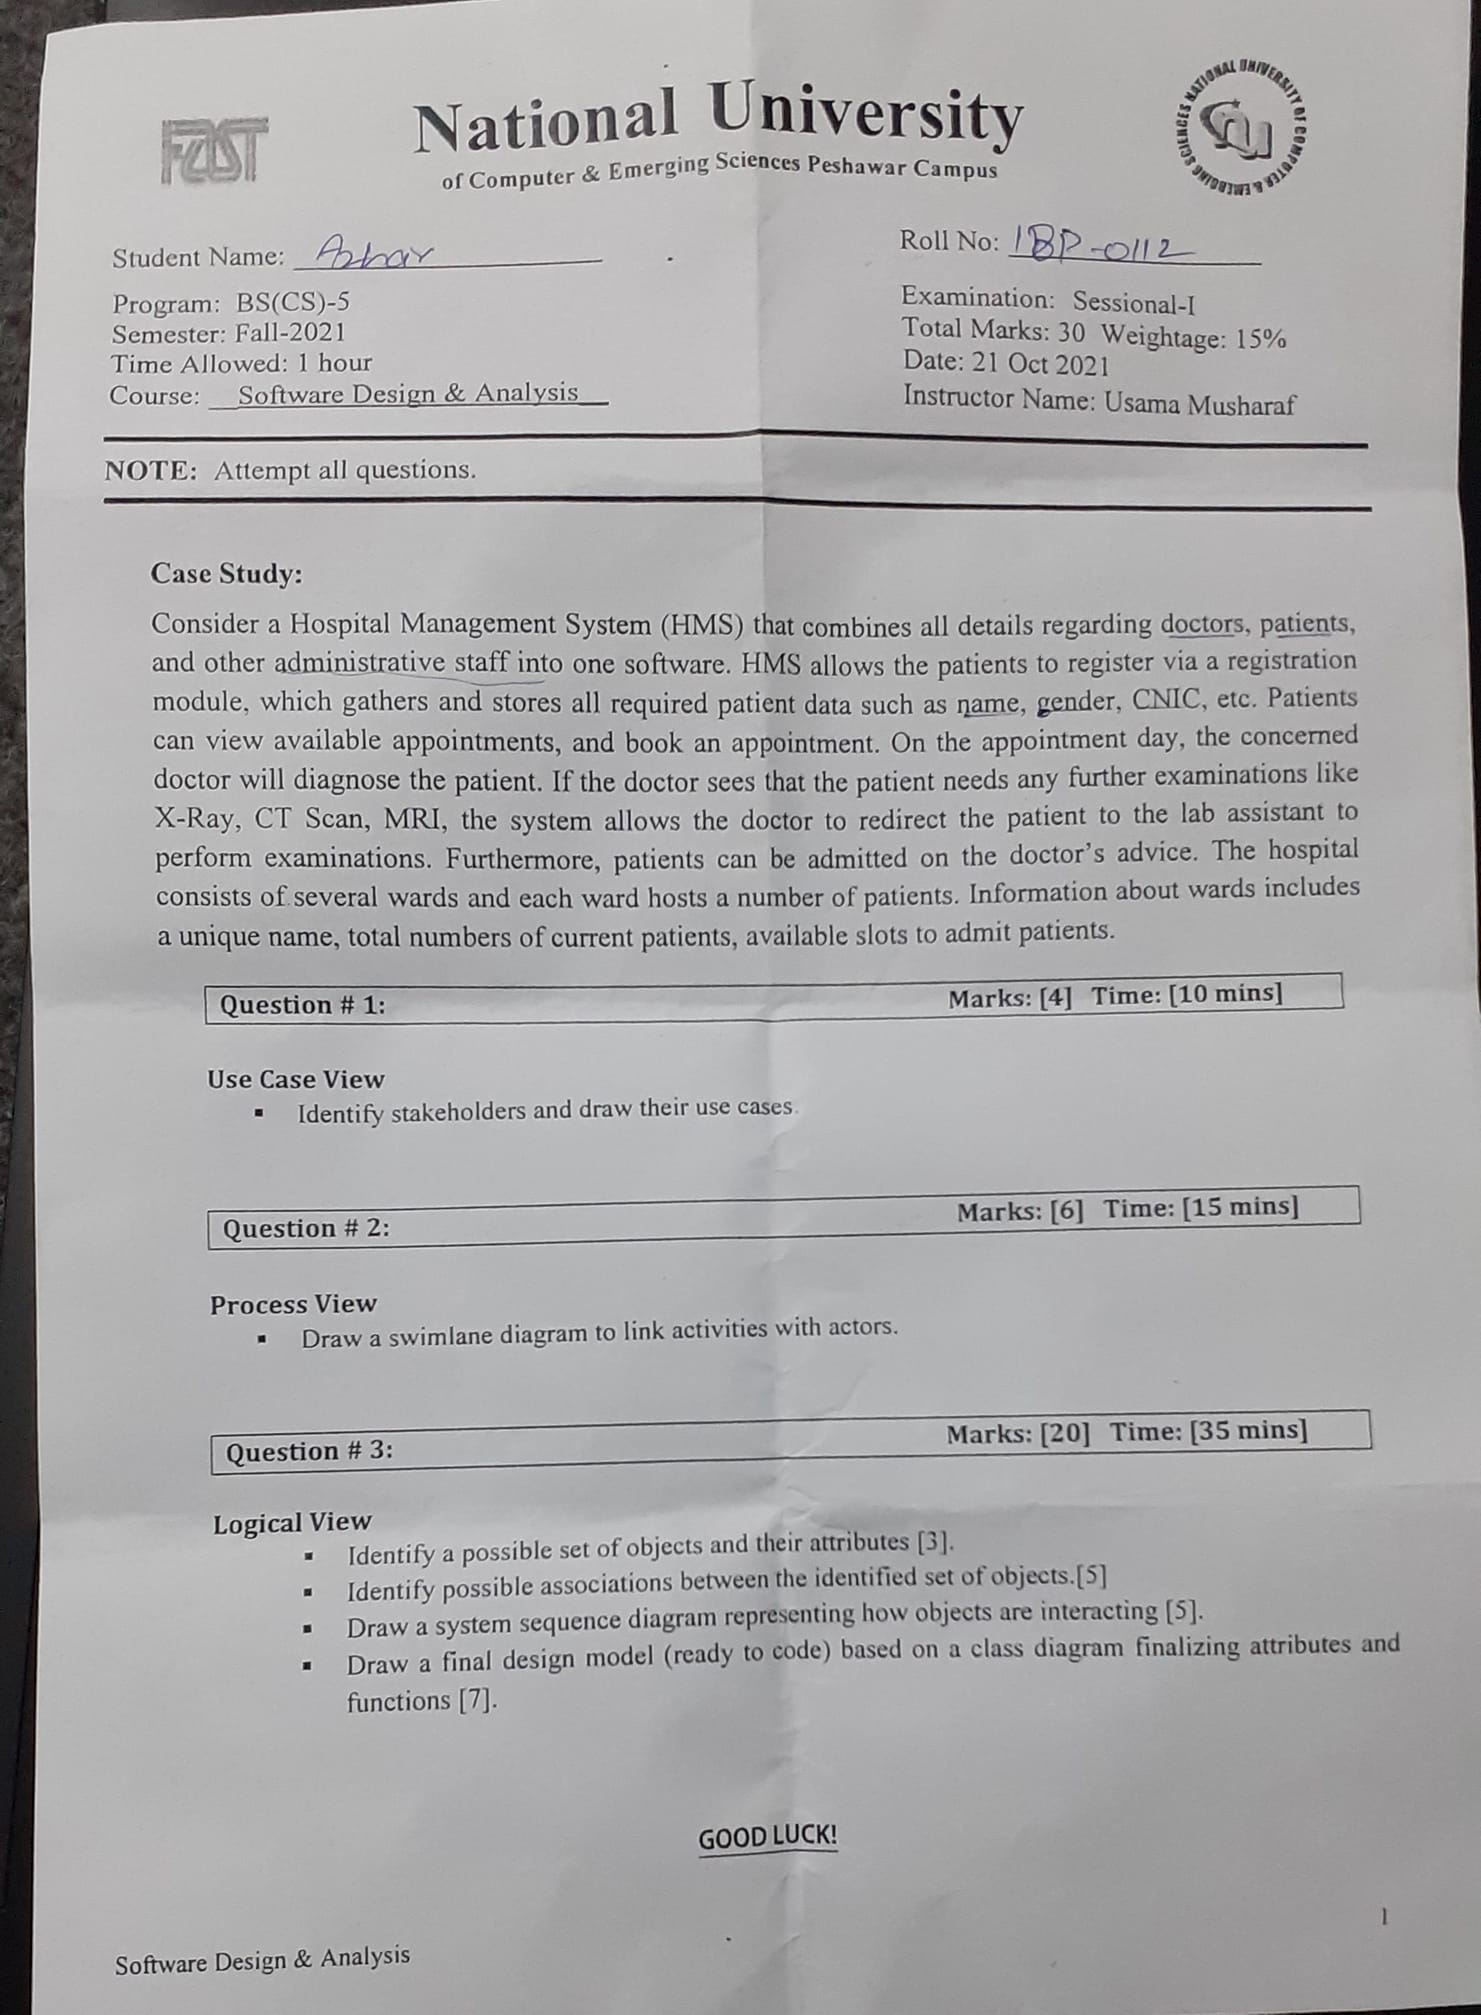 FAST
National University
of Computer & Emerging Sciences Peshawar Campus
NATIONAL UNIVERSITY OF COMPUTER & EMERGING SCIENCES
Student Name: Azhar
Roll No: 18P-0112
Program: BS(CS)-5
Semester: Fall-2021
Time Allowed: 1 hour
Course: Software Design & Analysis
Examination: Sessional-I
Total Marks: 30 Weightage: 15%
Date: 21 Oct 2021
Instructor Name: Usama Musharaf
NOTE: Attempt all questions.
Case Study:
Consider a Hospital Management System (HMS) that combines all details regarding doctors, patients,
and other administrative staff into one software. HMS allows the patients to register via a registration
module, which gathers and stores all required patient data such as name, gender, CNIC, etc. Patients
can view available appointments, and book an appointment. On the appointment day, the concerned
doctor will diagnose the patient. If the doctor sees that the patient needs any further examinations like
X-Ray, CT Scan, MRI, the system allows the doctor to redirect the patient to the lab assistant to
perform examinations. Furthermore, patients can be admitted on the doctor's advice. The hospital
consists of several wards and each ward hosts a number of patients. Information about wards includes
a unique name, total numbers of current patients, available slots to admit patients.
Question # 1: Marks: [4] Time: [10 mins]
Use Case View
▪ Identify stakeholders and draw their use cases.
Question # 2: Marks: [6] Time: [15 mins]
Process View
▪ Draw a swimlane diagram to link activities with actors.
Question # 3: Marks: [20] Time: [35 mins]
Logical View
▪ Identify a possible set of objects and their attributes [3].
▪ Identify possible associations between the identified set of objects.[5]
▪ Draw a system sequence diagram representing how objects are interacting [5].
▪ Draw a final design model (ready to code) based on a class diagram finalizing attributes and
functions [7].
GOOD LUCK!
1
Software Design & Analysis